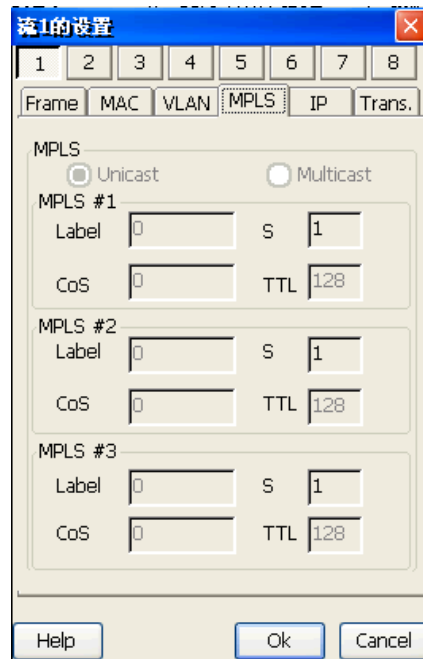 流1的设置
1 2 3 4 5 6 7 8
Frame MAC VLAN MPLS IP Trans.
MPLS
Unicast Multicast
MPLS #1
Label 0 S 1
CoS 0 TTL 128
MPLS #2
Label 0 S 1
CoS 0 TTL 128
MPLS #3
Label 0 S 1
CoS 0 TTL 128
Help Ok Cancel